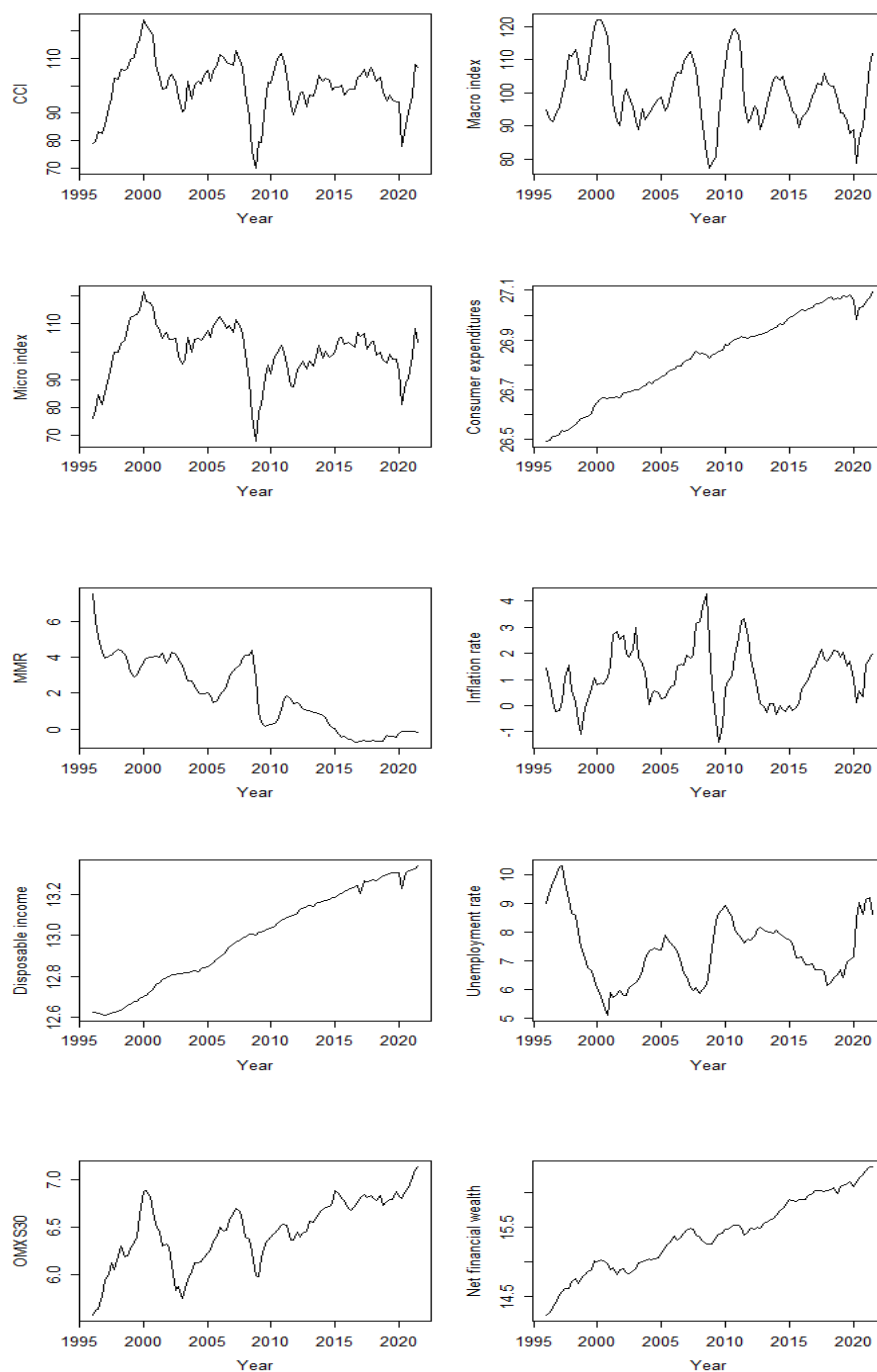 CCI
70 80 90 110
1995 2000 2005 2010 2015 2020
Year
Macro index
80 90 100 110 120
1995 2000 2005 2010 2015 2020
Year
Micro index
70 80 90 110
1995 2000 2005 2010 2015 2020
Year
Consumer expenditures
26.5 26.7 26.9 27.1
1995 2000 2005 2010 2015 2020
Year
MMR
0 2 4 6
1995 2000 2005 2010 2015 2020
Year
Inflation rate
-1 0 1 2 3 4
1995 2000 2005 2010 2015 2020
Year
Disposable income
12.6 12.8 13.0 13.2
1995 2000 2005 2010 2015 2020
Year
Unemployment rate
5 6 7 8 9 10
1995 2000 2005 2010 2015 2020
Year
OMXS30
6.0 6.5 7.0
1995 2000 2005 2010 2015 2020
Year
Net financial wealth
14.5 15.5
1995 2000 2005 2010 2015 2020
Year